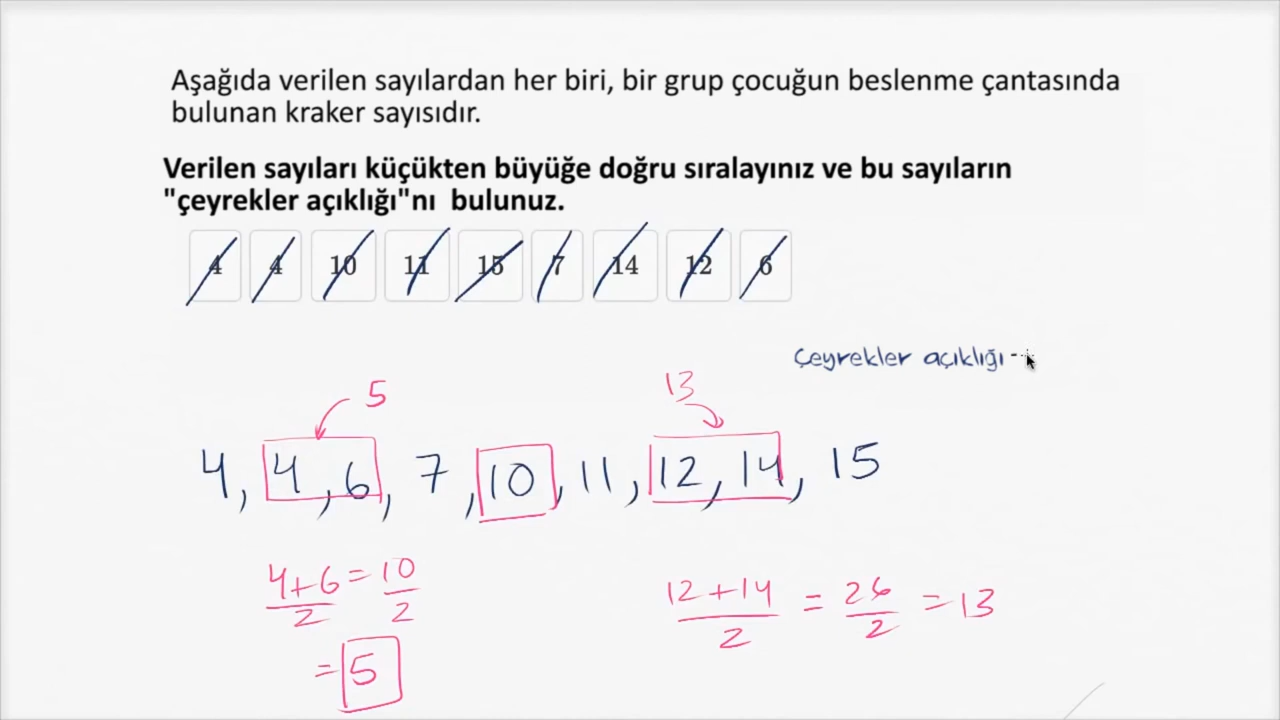 Aşağıda verilen sayılardan her biri, bir grup çocuğun beslenme çantasında
bulunan kraker sayısıdır.
Verilen sayıları küçükten büyüğe doğru sıralayınız ve bu sayıların
"çeyrekler açıklığı"nı bulunuz.
4 4 10 11 15 7 14 12 6
Çeyrekler açıklığı -
5 13
4, 4, 6, 7, 10, 11, 12, 14, 15
4+6/2 = 10/2
= 5
12+14/2 = 26/2 = 13